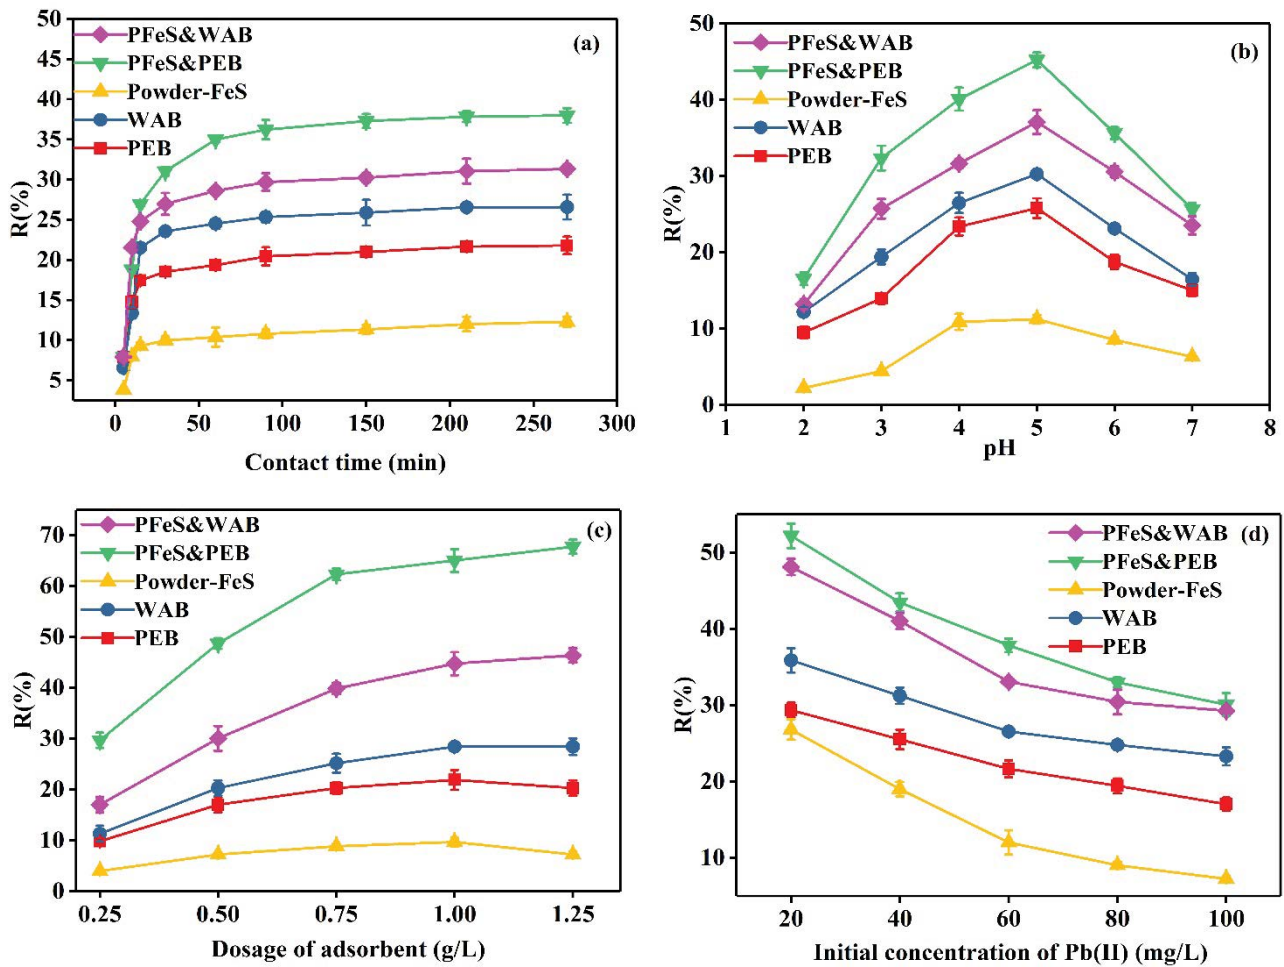 50
45
40
35
30
25
20
15
10
5
R(%)
PFeS&WAB
PFeS&PEB
Powder-FeS
WAB
PEB
(a)
0 50 100 150 200 250 300
Contact time (min)
50
40
30
20
10
0
R(%)
PFeS&WAB
PFeS&PEB
Powder-FeS
WAB
PEB
(b)
1 2 3 4 5 6 7 8
pH
70
60
50
40
30
20
10
0
R(%)
PFeS&WAB
PFeS&PEB
Powder-FeS
WAB
PEB
(c)
0.25 0.50 0.75 1.00 1.25
Dosage of adsorbent (g/L)
50
40
30
20
10
R(%)
PFeS&WAB
PFeS&PEB
Powder-FeS
WAB
PEB
(d)
20 40 60 80 100
Initial concentration of Pb(II) (mg/L)